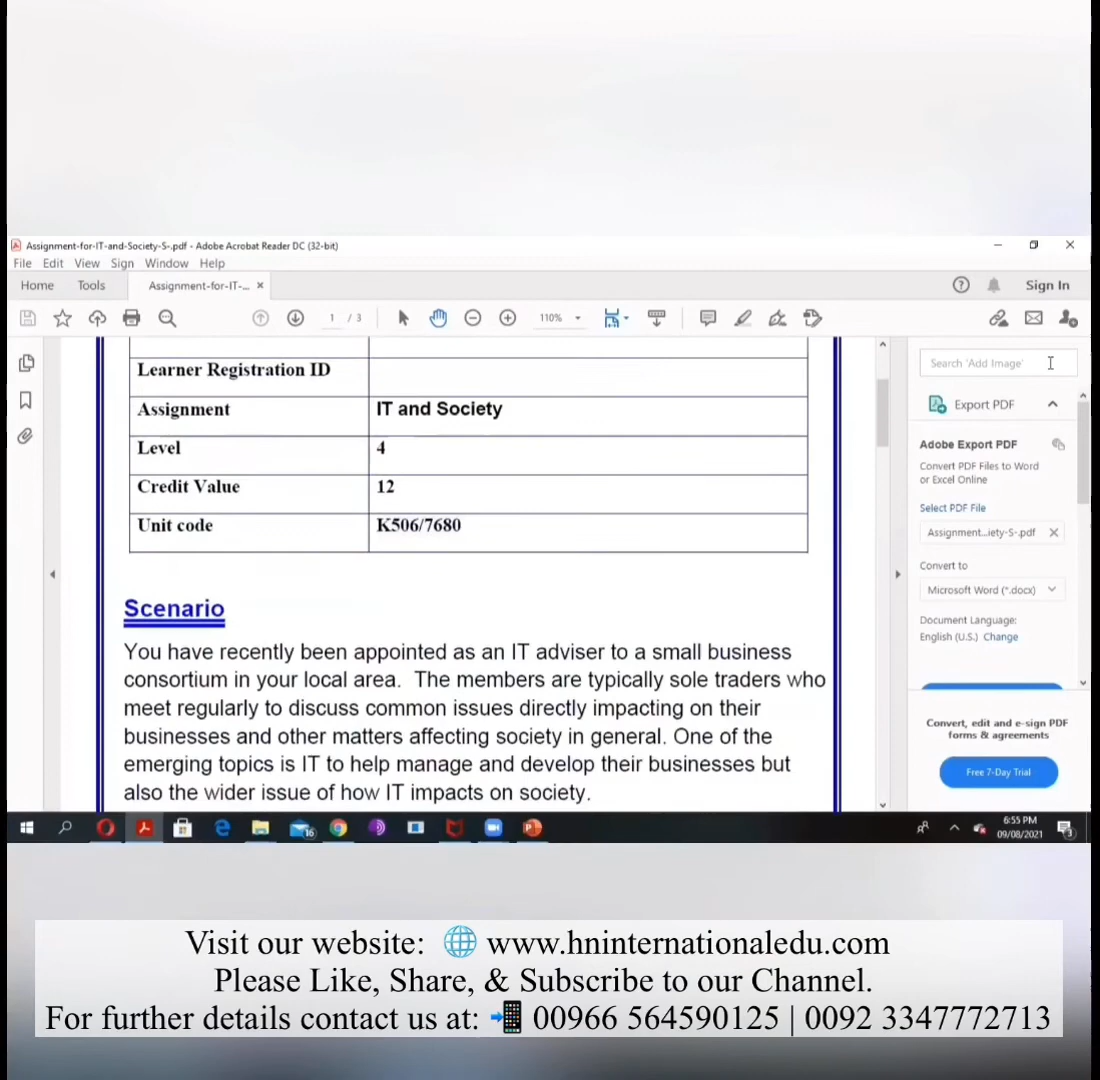 Assignment-for-IT-and-Society-S-.pdf - Adobe Acrobat Reader DC (32-bit)
File Edit View Sign Window Help
Home Tools Assignment-for-IT-... × Sign In
1 / 3 110%
Search 'Add Image'
Learner Registration ID
Assignment IT and Society
Level 4
Credit Value 12
Unit code K506/7680
Scenario
You have recently been appointed as an IT adviser to a small business
consortium in your local area. The members are typically sole traders who
meet regularly to discuss common issues directly impacting on their
businesses and other matters affecting society in general. One of the
emerging topics is IT to help manage and develop their businesses but
also the wider issue of how IT impacts on society.
Export PDF
Adobe Export PDF
Convert PDF Files to Word
or Excel Online
Select PDF File
Assignment...iety-S-.pdf
Convert to
Microsoft Word (*.docx)
Document Language:
English (U.S.) Change
Convert, edit and e-sign PDF
forms & agreements
Free 7-Day Trial
16
6:55 PM
09/08/2021
3
Visit our website: 🌐 www.hninternationaledu.com
Please Like, Share, & Subscribe to our Channel.
For further details contact us at: 📲 00966 564590125 | 0092 3347772713